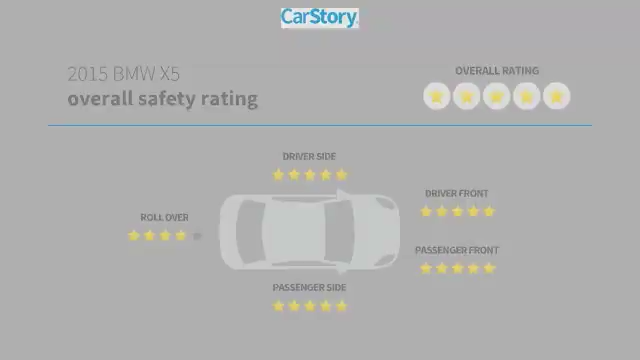 CarStory
2015 BMW X5
overall safety rating
OVERALL RATING
DRIVER SIDE
DRIVER FRONT
ROLL OVER
PASSENGER FRONT
PASSENGER SIDE